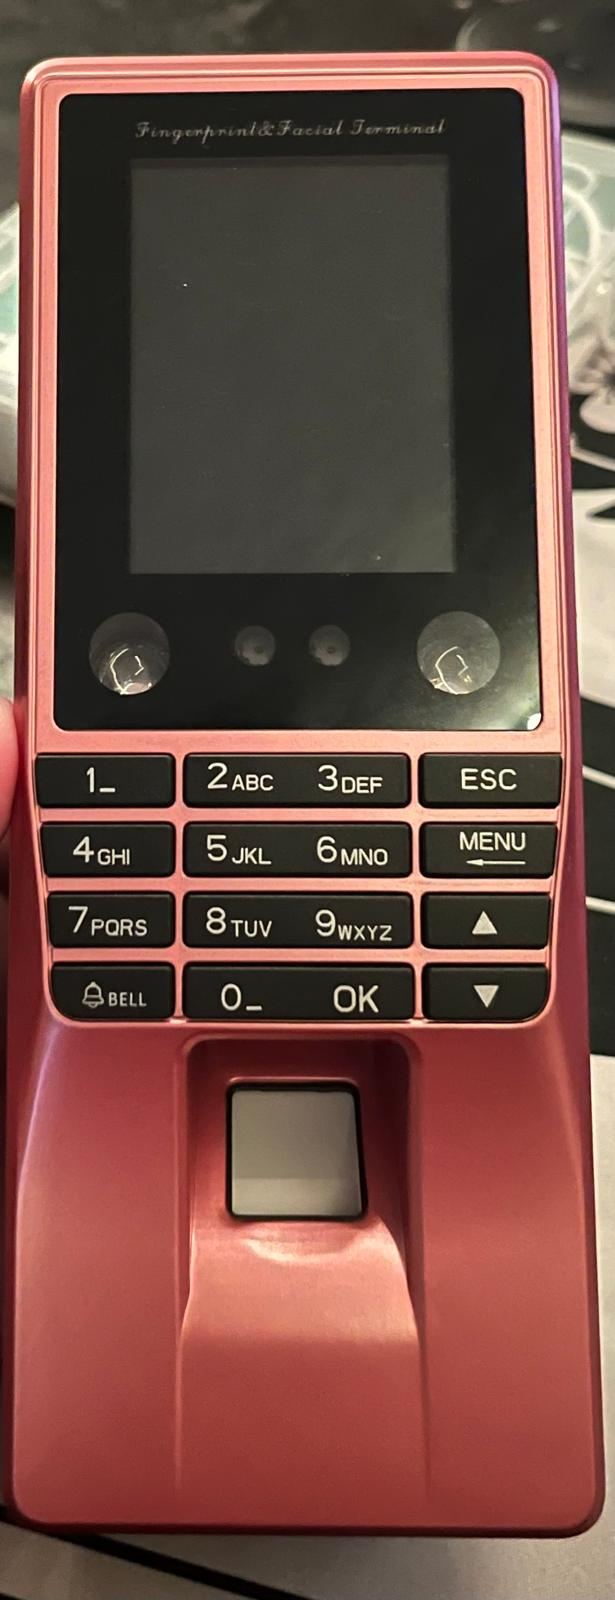 Fingerprint&Facial Terminal
1_ 2ABC 3DEF ESC
4GHI 5JKL 6MNO MENU
7PQRS 8TUV 9WXYZ ▲
BELL 0_ OK ▼